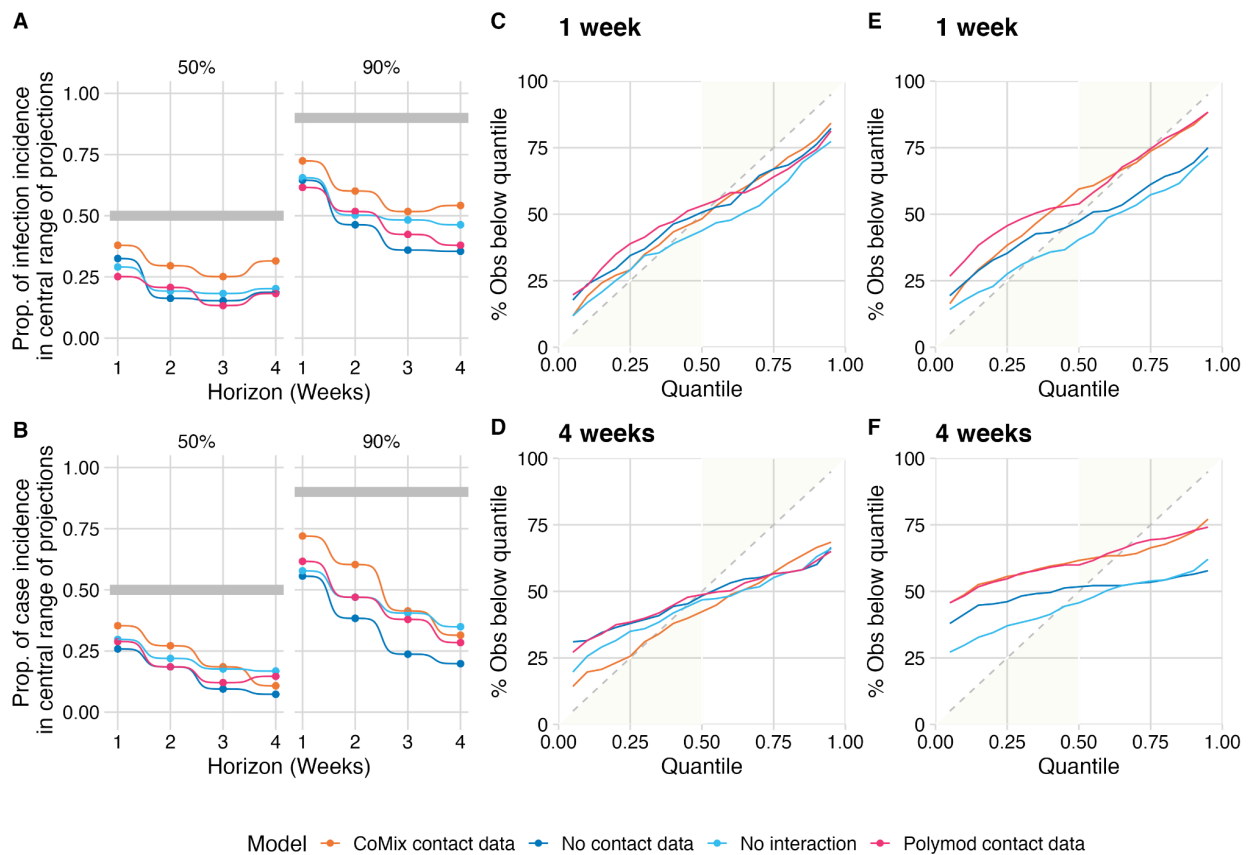 A
50%
90%
Prop. of infection incidence
in central range of projections
1.00
0.75
0.50
0.25
0.00
1 2 3 4
1 2 3 4
Horizon (Weeks)
B
50%
90%
Prop. of case incidence
in central range of projections
1.00
0.75
0.50
0.25
0.00
1 2 3 4
1 2 3 4
Horizon (Weeks)
C
1 week
% Obs below quantile
100
75
50
25
0
0.00 0.25 0.50 0.75 1.00
Quantile
D
4 weeks
% Obs below quantile
100
75
50
25
0
0.00 0.25 0.50 0.75 1.00
Quantile
E
1 week
% Obs below quantile
100
75
50
25
0
0.00 0.25 0.50 0.75 1.00
Quantile
F
4 weeks
% Obs below quantile
100
75
50
25
0
0.00 0.25 0.50 0.75 1.00
Quantile
Model CoMix contact data No contact data No interaction Polymod contact data